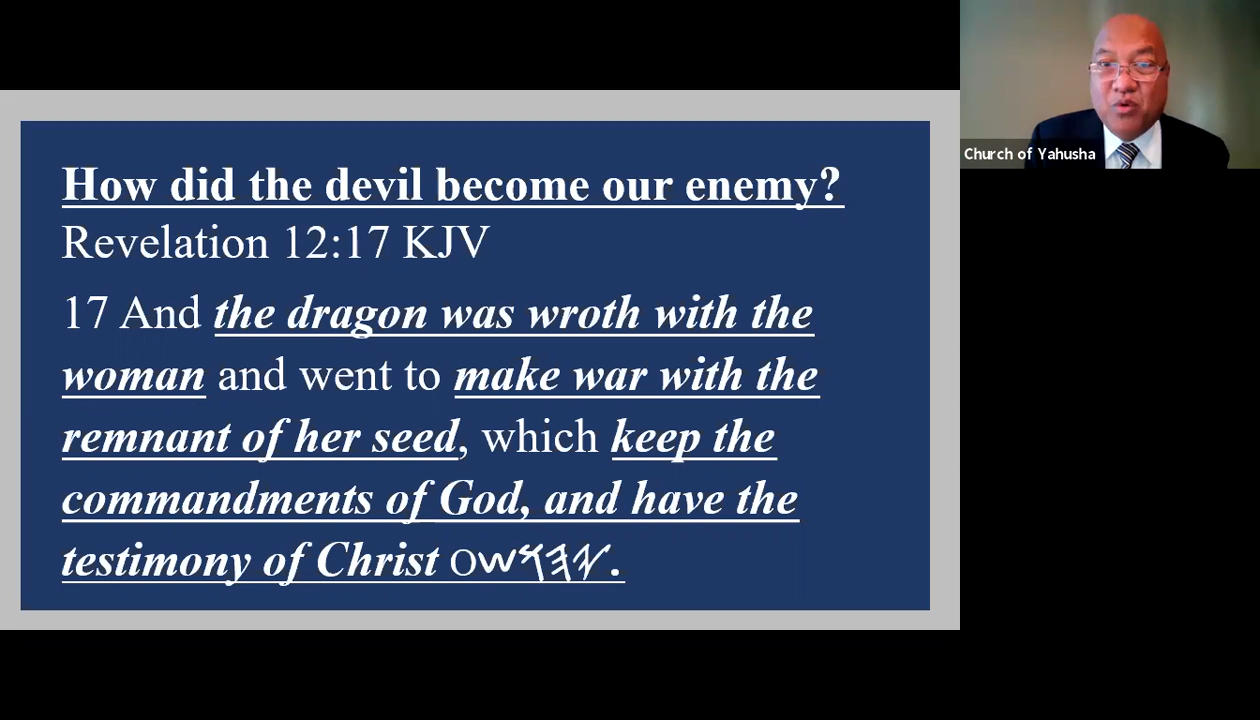 How did the devil become our enemy?
Revelation 12:17 KJV
17 And the dragon was wroth with the
woman and went to make war with the
remnant of her seed, which keep the
commandments of God, and have the
testimony of Christ 𐤏𐤔𐤅𐤄𐤉.
Church of Yahusha